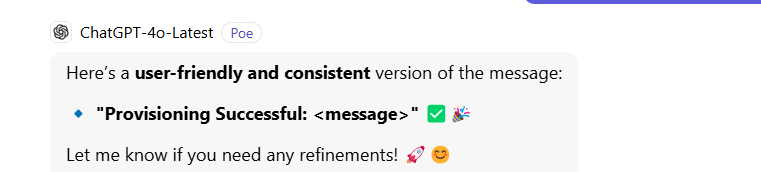 ChatGPT-4o-Latest Poe
Here's a user-friendly and consistent version of the message:
🔹 "Provisioning Successful: <message>" ✅ 🎉
Let me know if you need any refinements! 🚀 😊